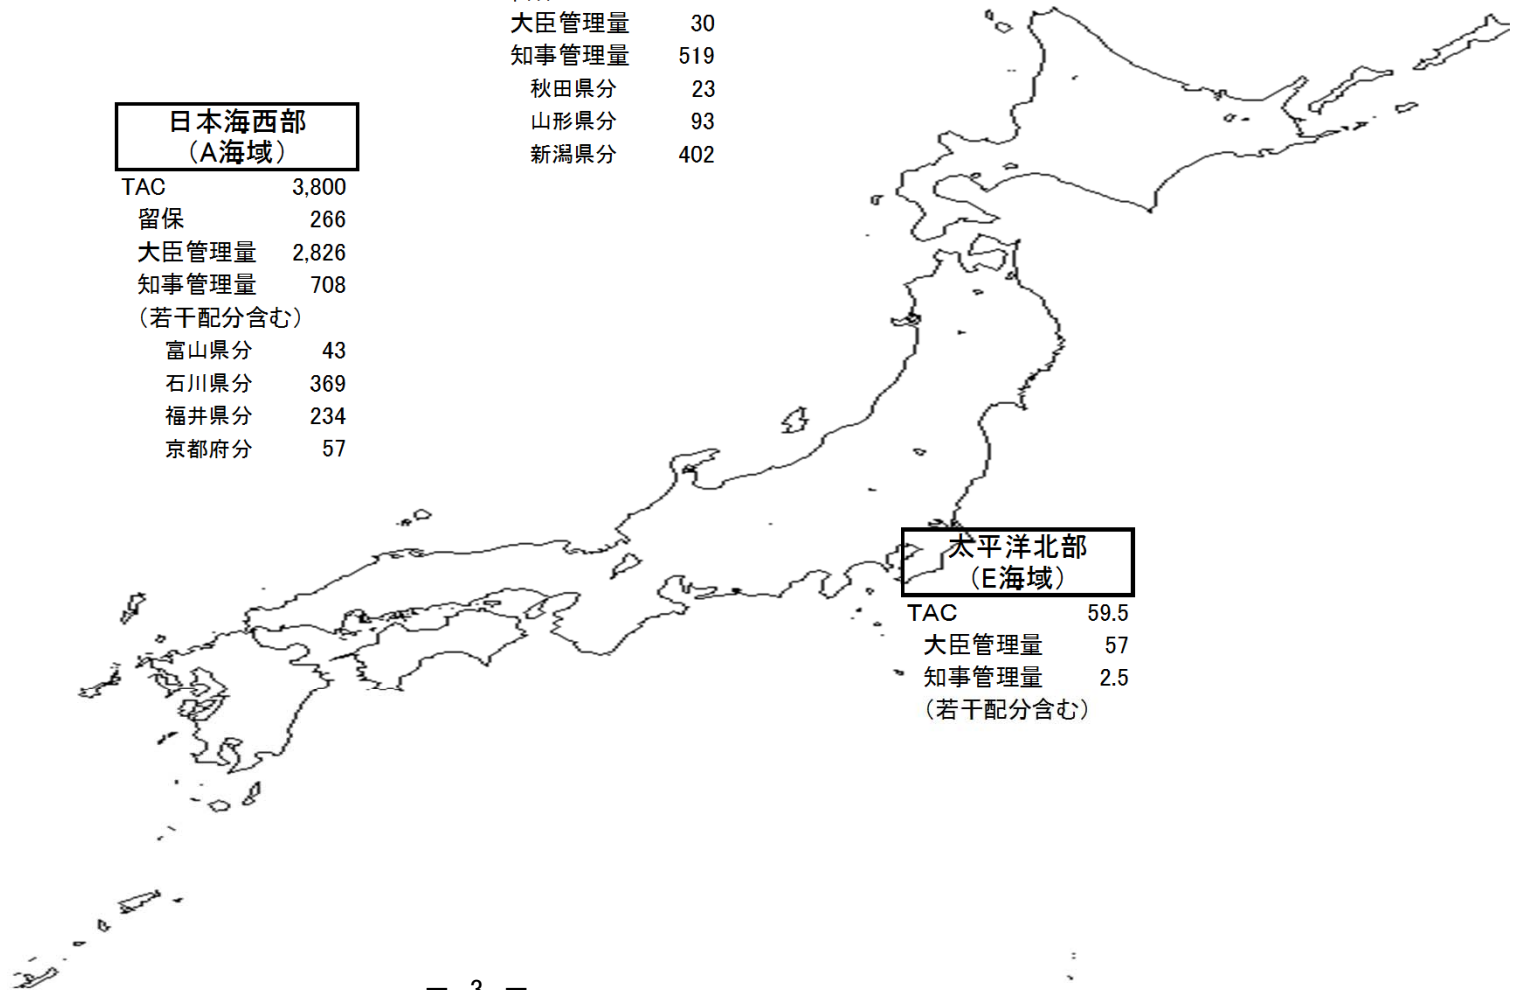 大臣管理量 30
知事管理量 519
秋田県分 23
山形県分 93
新潟県分 402
日本海西部
（A海域）
TAC 3,800
留保 266
大臣管理量 2,826
知事管理量 708
（若干配分含む）
富山県分 43
石川県分 369
福井県分 234
京都府分 57
太平洋北部
（E海域）
TAC 59.5
大臣管理量 57
知事管理量 2.5
（若干配分含む）
— 3 —